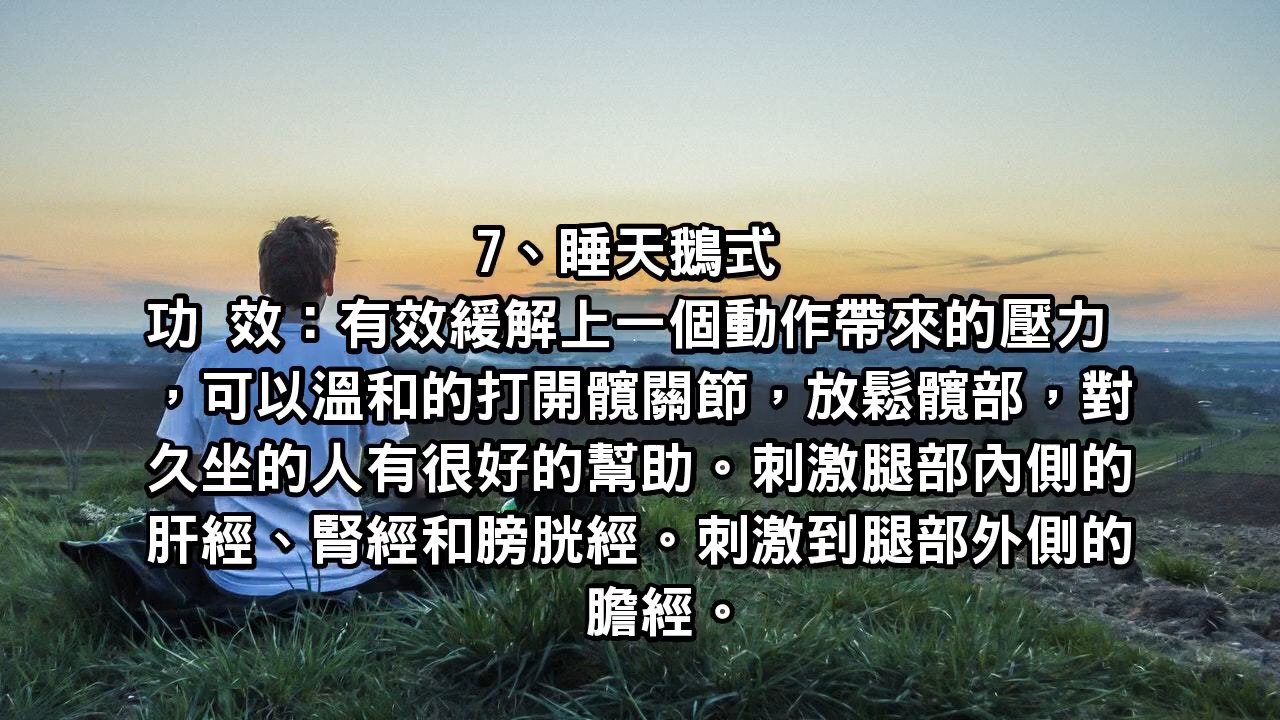 7、睡天鵝式
功 效：有效緩解上一個動作帶來的壓力
，可以溫和的打開髖關節，放鬆髖部，對
久坐的人有很好的幫助。刺激腿部內側的
肝經、腎經和膀胱經。刺激到腿部外側的
膽經。